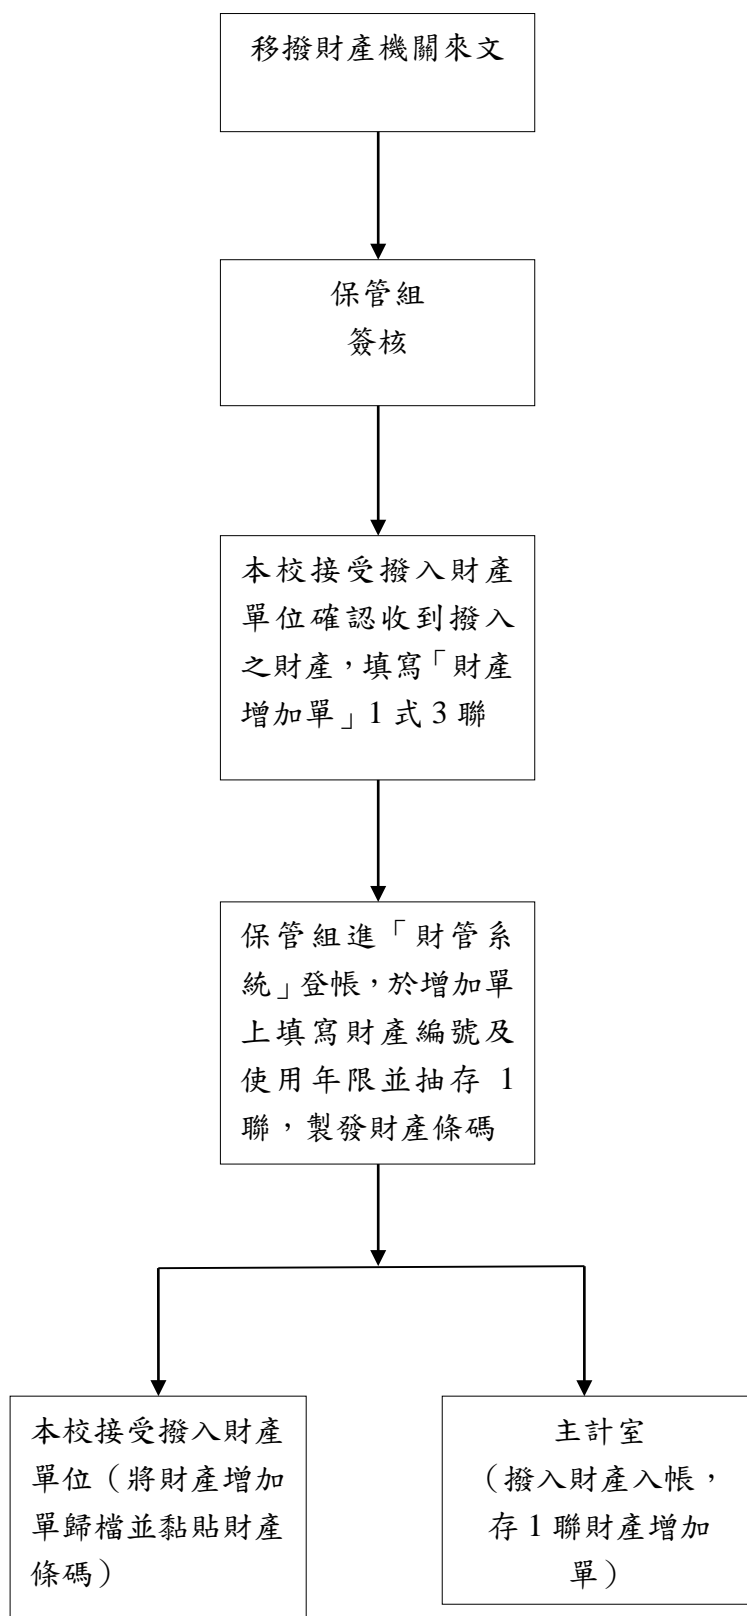 移撥財產機關來文
保管組
簽核
本校接受撥入財產
單位確認收到撥入
之財產，填寫「財產
增加單」1 式 3 聯
保管組進「財管系
統」登帳，於增加單
上填寫財產編號及
使用年限並抽存 1
聯，製發財產條碼
本校接受撥入財產
單位（將財產增加
單歸檔並黏貼財產
條碼）
主計室
（撥入財產入帳，
存 1 聯財產增加
單）